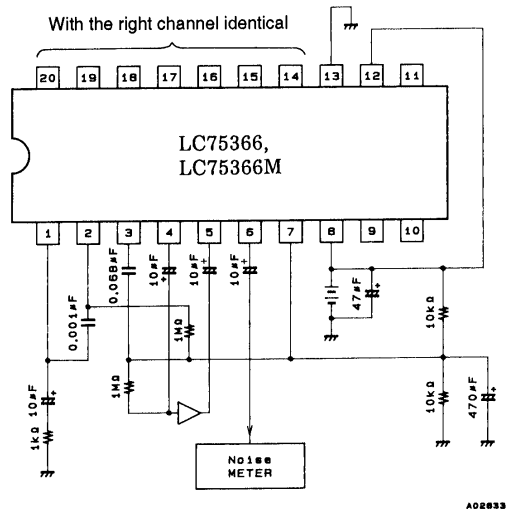 With the right channel identical
20 19 18 17 16 15 14 13 12 11
LC75366,
LC75366M
1 2 3 4 5 6 7 8 9 10
0.001μF
0.068μF
10μF
10μF
10μF
1MΩ
47μF
10kΩ
1MΩ
10μF
1kΩ
10kΩ
470μF
Noise
METER
A02833